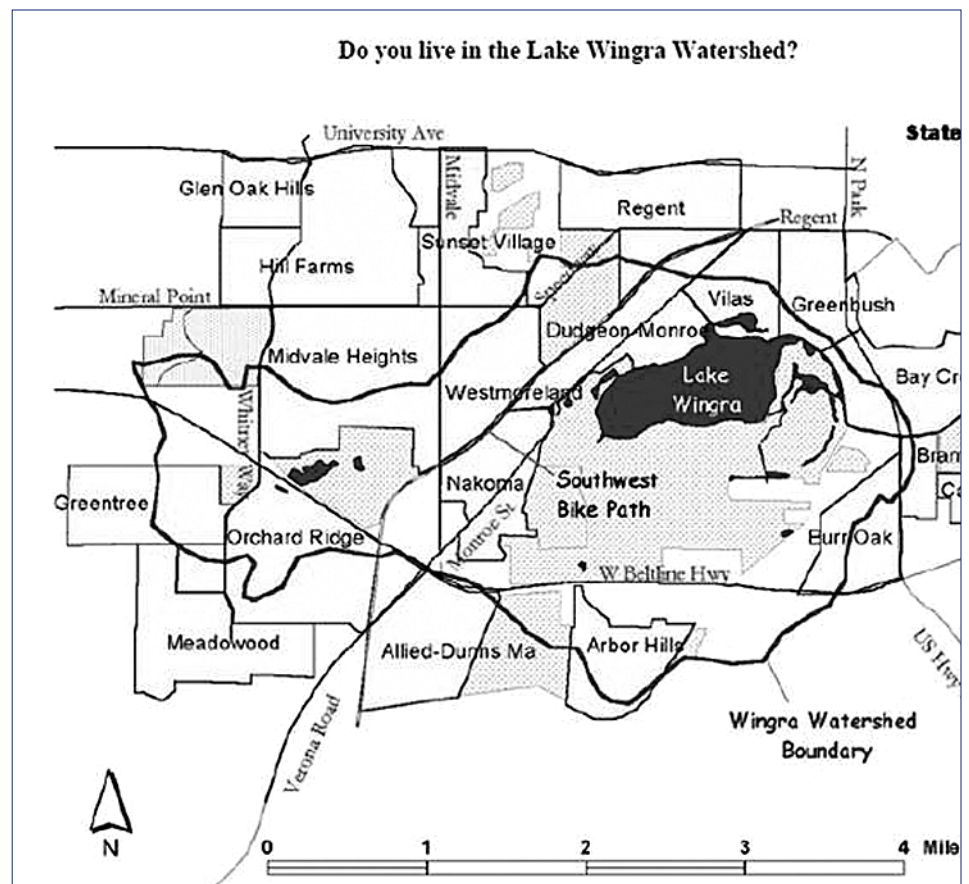 Do you live in the Lake Wingra Watershed?
University Ave
State
Glen Oak Hills
Midvale
N Park
Regent
Regent
Sunset Village
Hill Farms
Speedway
Mineral Point
Vilas
Greenbush
Dudgeon-Monroe
Midvale Heights
Lake
Wingra
Bay Cr
Westmoreland
Whitney Way
Bram
Nakoma
Southwest
Bike Path
Greentree
Orchard Ridge
Monroe St
Burr Oak
W Beltline Hwy
Meadowood
Allied-Dunns Ma
Arbor Hills
US Hwy
Verona Road
Wingra Watershed
Boundary
N
0 1 2 3 4 Mile